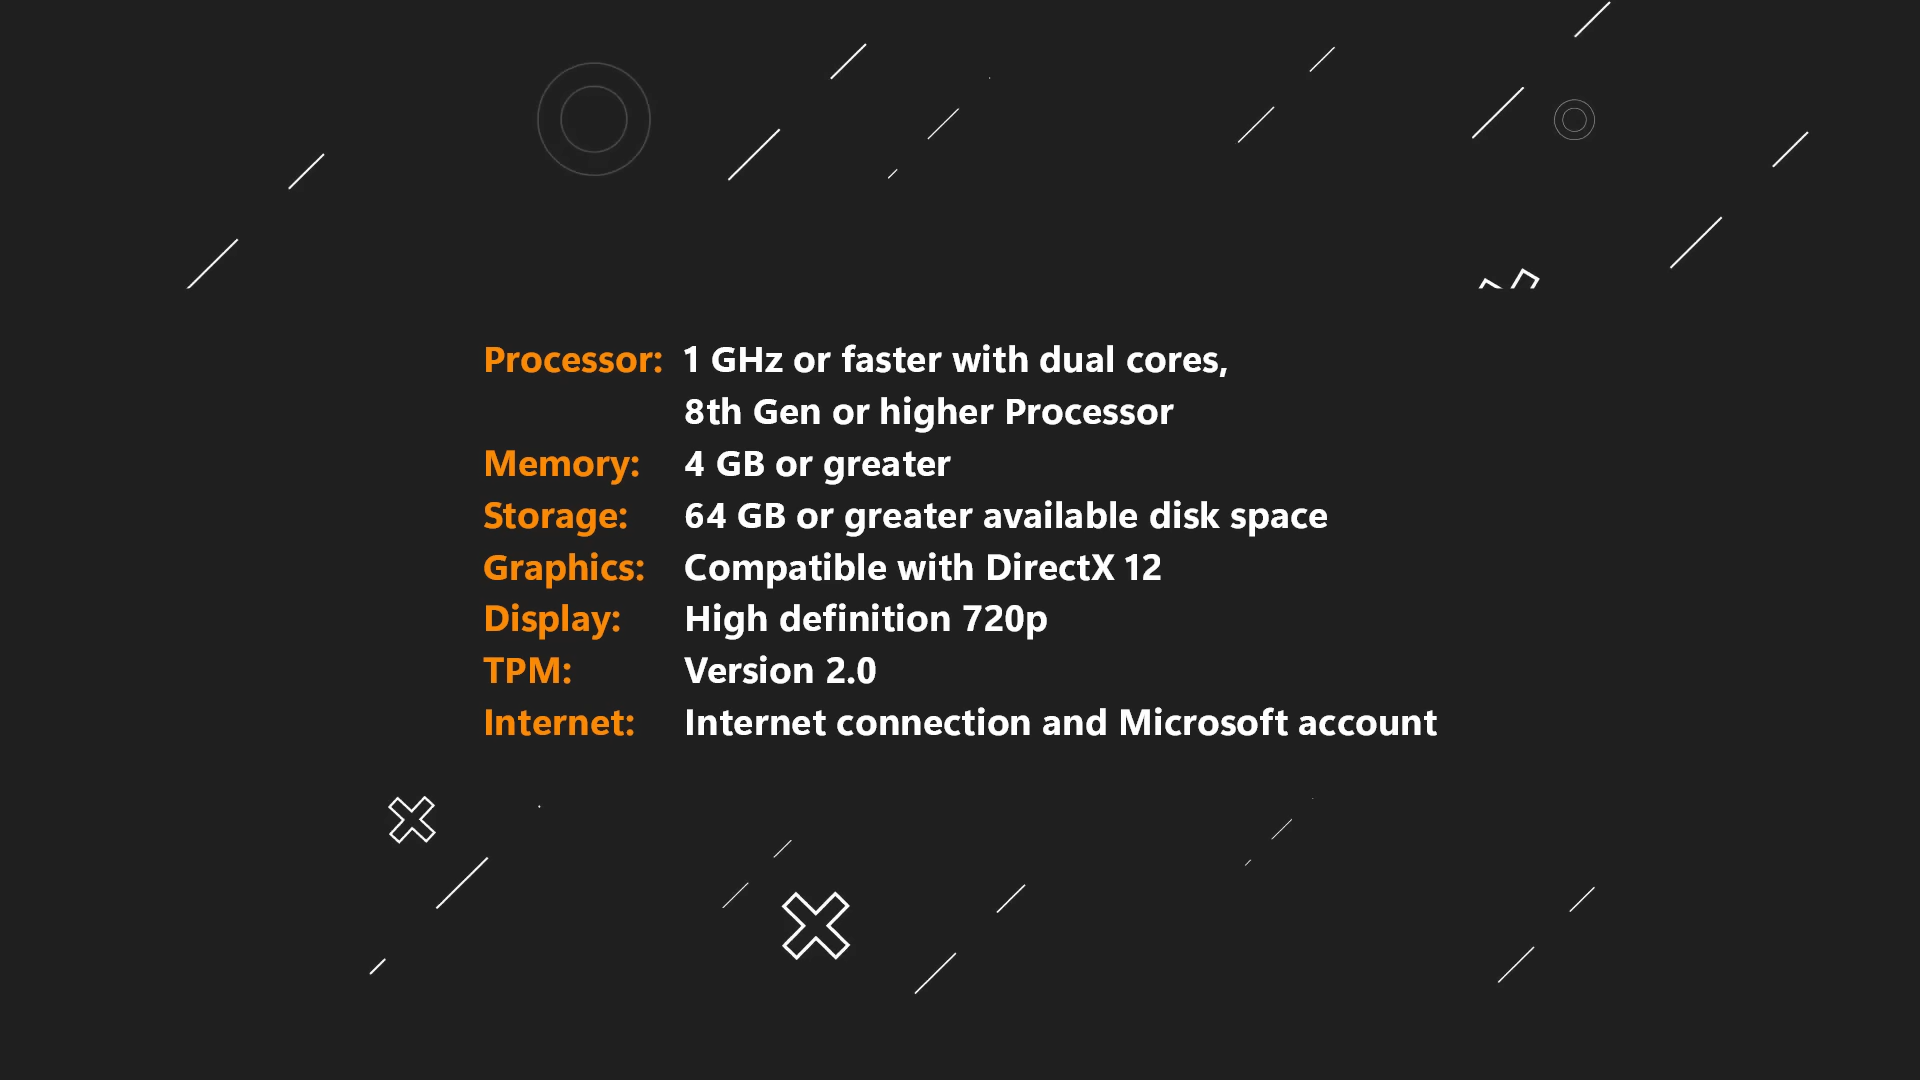 Processor: 1 GHz or faster with dual cores,
8th Gen or higher Processor
Memory: 4 GB or greater
Storage: 64 GB or greater available disk space
Graphics: Compatible with DirectX 12
Display: High definition 720p
TPM: Version 2.0
Internet: Internet connection and Microsoft account